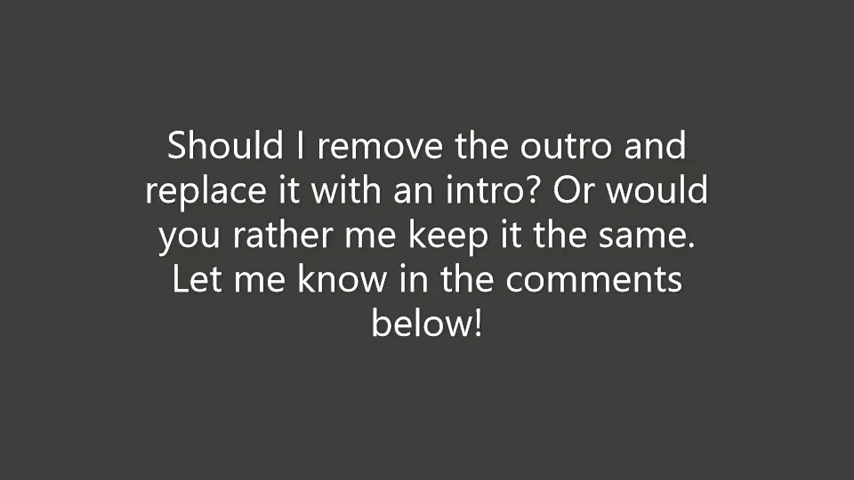 Should I remove the outro and
replace it with an intro? Or would
you rather me keep it the same.
Let me know in the comments
below!